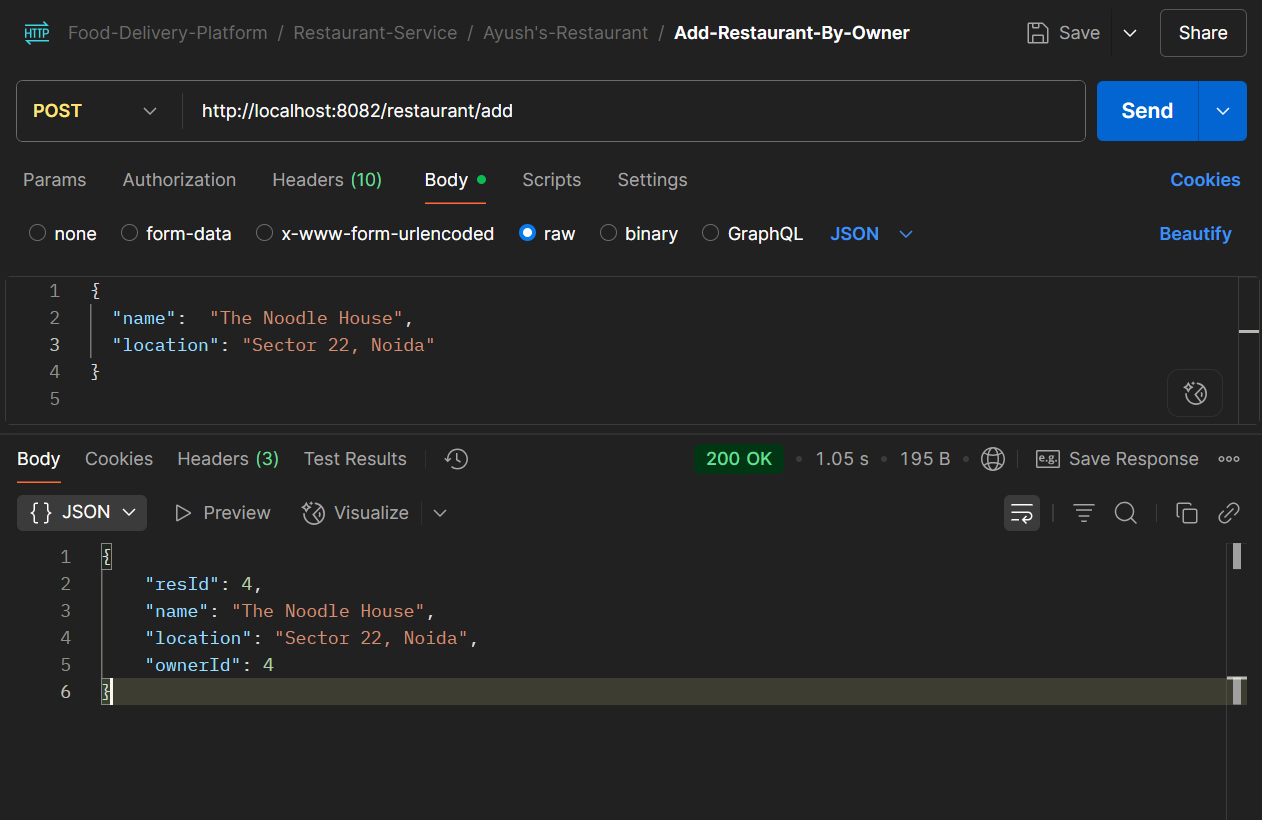 HTTP Food-Delivery-Platform / Restaurant-Service / Ayush's-Restaurant / Add-Restaurant-By-Owner Save Share
POST http://localhost:8082/restaurant/add Send
Params Authorization Headers (10) Body Scripts Settings Cookies
none form-data x-www-form-urlencoded raw binary GraphQL JSON Beautify
1 {
2 "name":  "The Noodle House",
3 "location": "Sector 22, Noida"
4 }
5
Body Cookies Headers (3) Test Results 200 OK • 1.05 s • 195 B • e.g. Save Response
{} JSON Preview Visualize
1 {
2 "resId": 4,
3 "name": "The Noodle House",
4 "location": "Sector 22, Noida",
5 "ownerId": 4
6 }